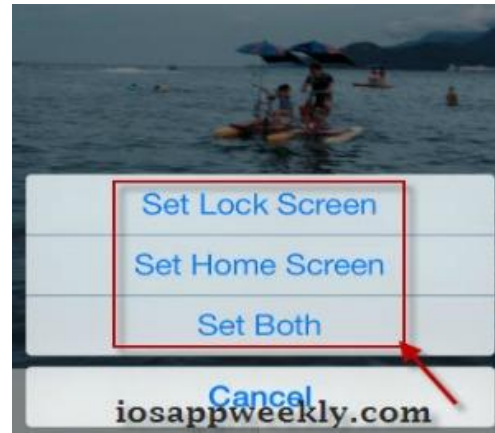 Set Lock Screen
Set Home Screen
Set Both
Cancel
iosappweekly.com